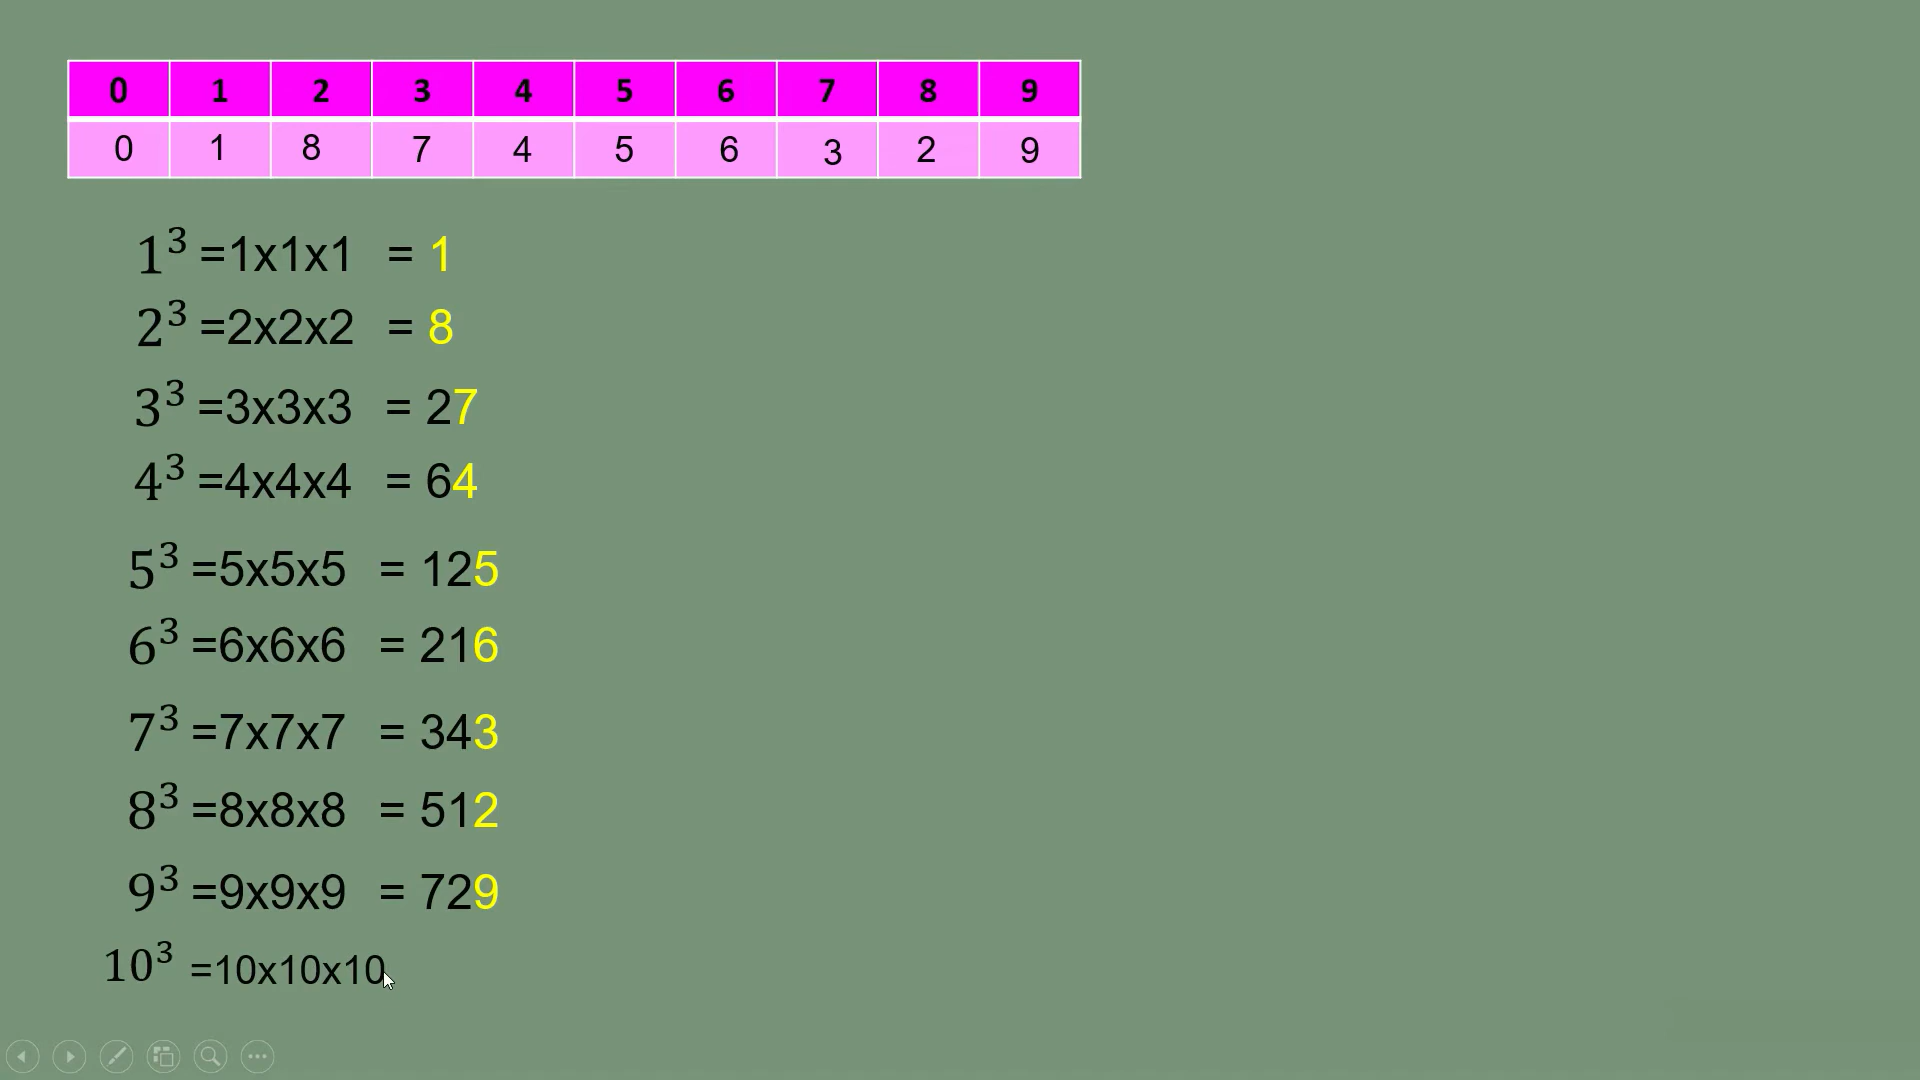 0 1 2 3 4 5 6 7 8 9
0 1 8 7 4 5 6 3 2 9
1³ =1x1x1 = 1
2³ =2x2x2 = 8
3³ =3x3x3 = 27
4³ =4x4x4 = 64
5³ =5x5x5 = 125
6³ =6x6x6 = 216
7³ =7x7x7 = 343
8³ =8x8x8 = 512
9³ =9x9x9 = 729
10³ =10x10x10